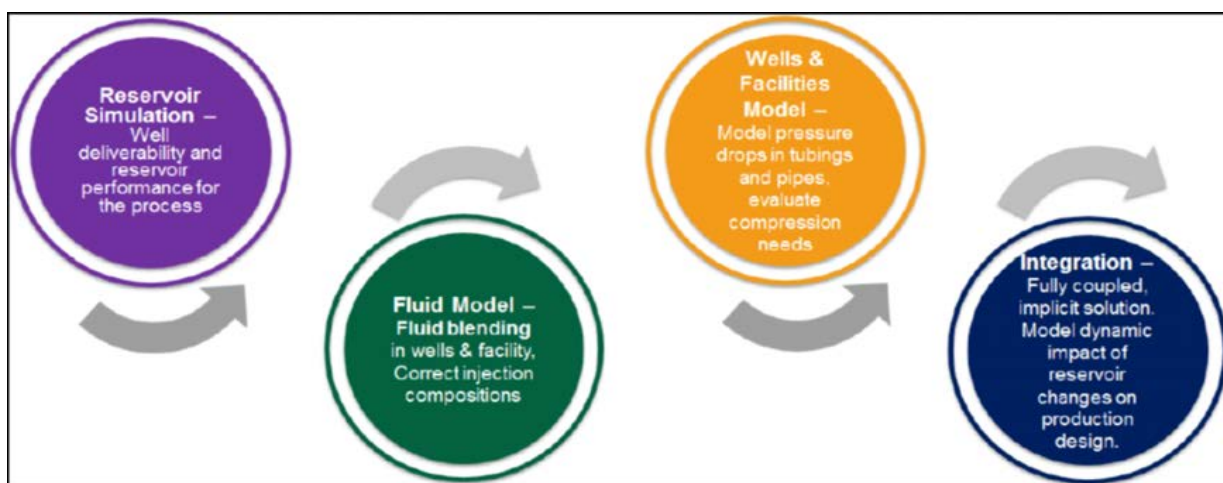 Reservoir
Simulation –
Well
deliverability and
reservoir
performance for
the process
Fluid Model –
Fluid blending
in wells & facility,
Correct injection
compositions
Wells &
Facilities
Model –
Model pressure
drops in tubings
and pipes,
evaluate
compression
needs
Integration –
Fully coupled,
implicit solution.
Model dynamic
impact of
reservoir
changes on
production
design.